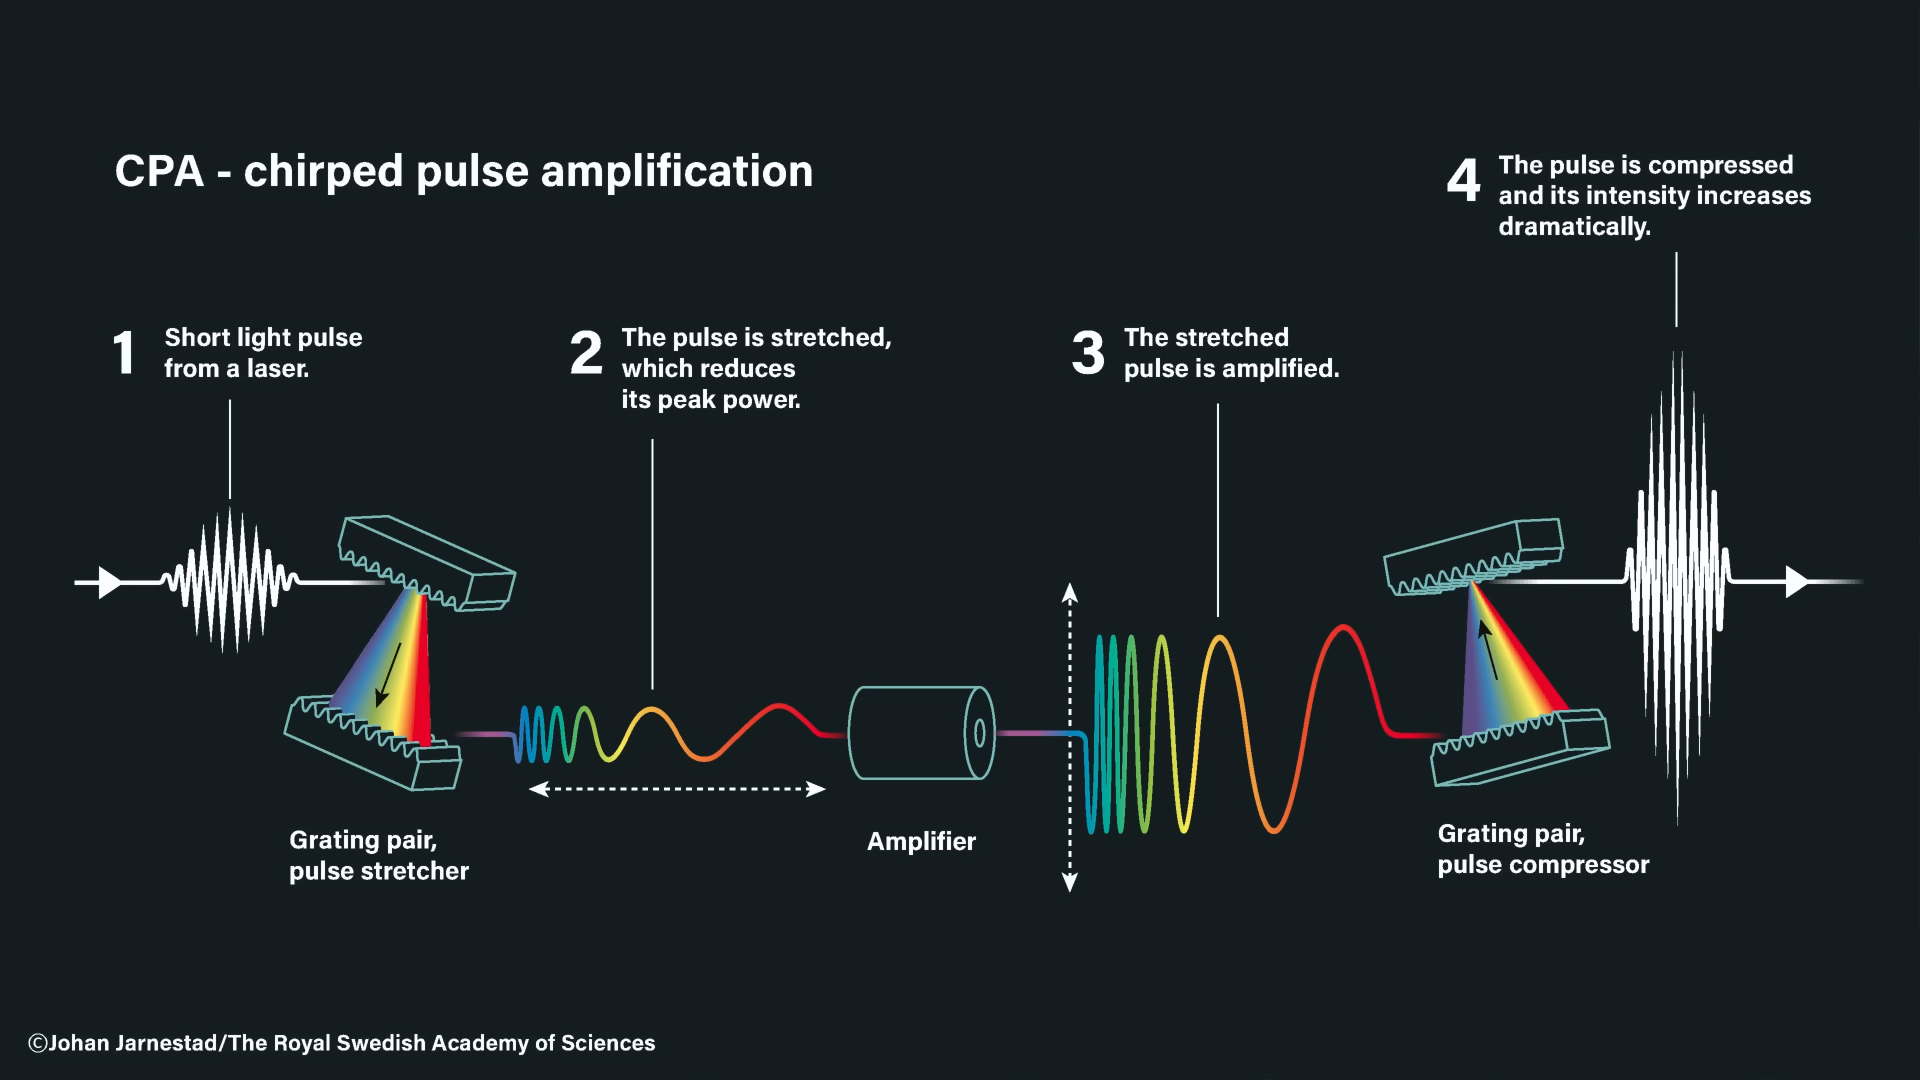 CPA - chirped pulse amplification
1
Short light pulse
from a laser.
2
The pulse is stretched,
which reduces
its peak power.
3
The stretched
pulse is amplified.
4
The pulse is compressed
and its intensity increases
dramatically.
Grating pair,
pulse stretcher
Amplifier
Grating pair,
pulse compressor
©Johan Jarnestad/The Royal Swedish Academy of Sciences